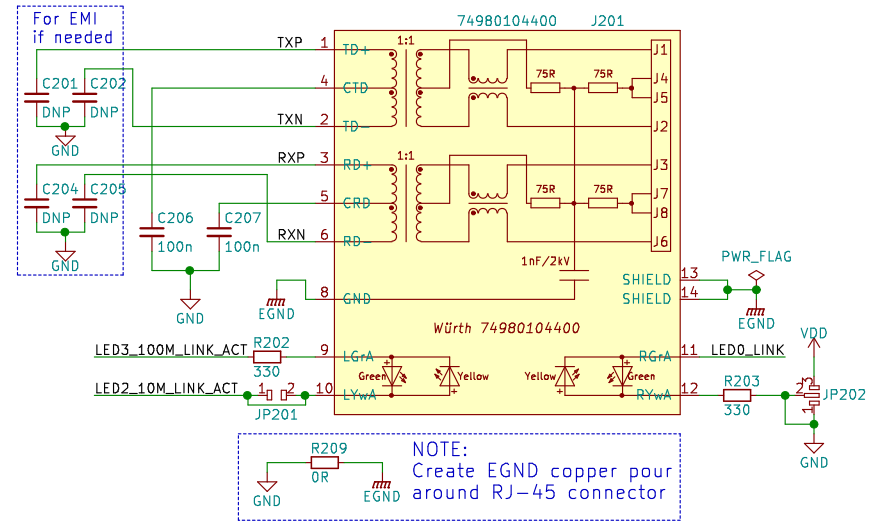 For EMI
if needed
74980104400
J201
TXP
1
TD+
1:1
J1
C201
C202
4
CTD
75R
75R
J4
J5
DNP
DNP
TXN
2
TD-
J2
GND
RXP
3
RD+
1:1
J3
C204
C205
5
CRD
75R
75R
J7
J8
DNP
DNP
C206
C207
100n
100n
RXN
6
RD-
J6
GND
1nF/2kV
PWR_FLAG
SHIELD
13
8
GND
SHIELD
14
GND
EGND
EGND
Würth 74980104400
VDD
LED3_100M_LINK_ACT
R202
330
9
LGrA
RGrA
11
LED0_LINK
Green
Yellow
Yellow
Green
LED2_10M_LINK_ACT
1
2
JP201
10
LYwA
RYwA
12
R203
330
3
2
1
JP202
GND
R209
0R
GND
EGND
NOTE:
Create EGND copper pour
around RJ-45 connector